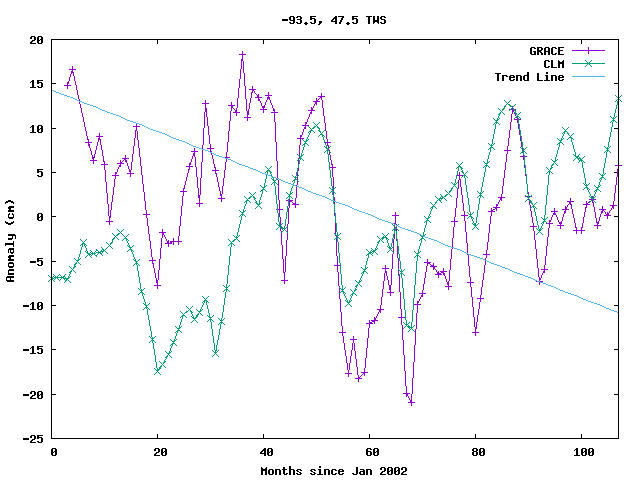 -93.5, 47.5 TWS
20
15
10
5
0
-5
-10
-15
-20
-25
Anomaly (cm)
GRACE
CLM
Trend Line
0 20 40 60 80 100
Months since Jan 2002